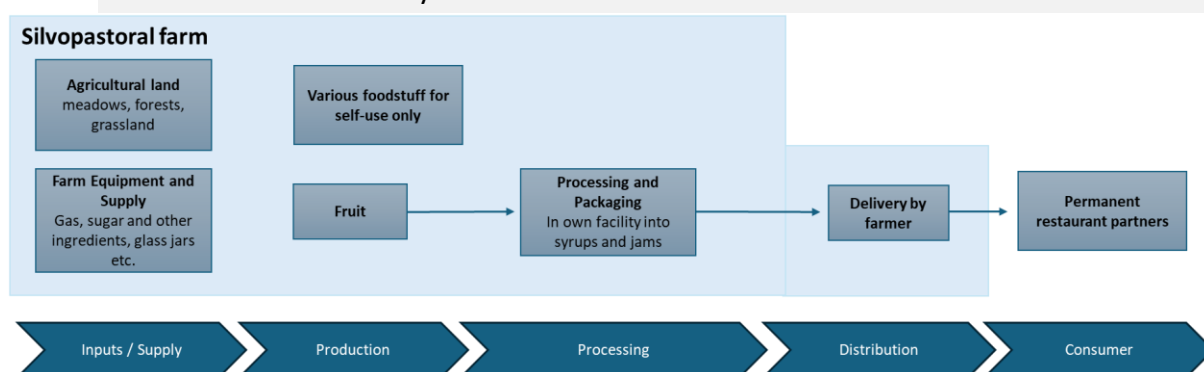 Silvopastoral farm
Agricultural land
meadows, forests,
grassland
Various foodstuff for
self-use only
Farm Equipment and
Supply
Gas, sugar and other
ingredients, glass jars
etc.
Fruit
Processing and
Packaging
In own facility into
syrups and jams
Delivery by
farmer
Permanent
restaurant partners
Inputs / Supply
Production
Processing
Distribution
Consumer